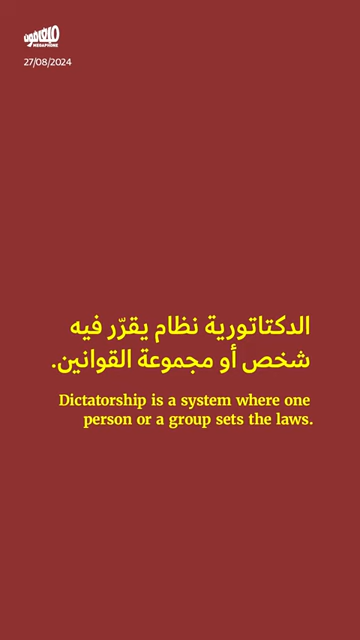 ميغافون
MEGAPHONE
27/08/2024
الدكتاتورية نظام يقرّر فيه
شخص أو مجموعة القوانين.
Dictatorship is a system where one
person or a group sets the laws.